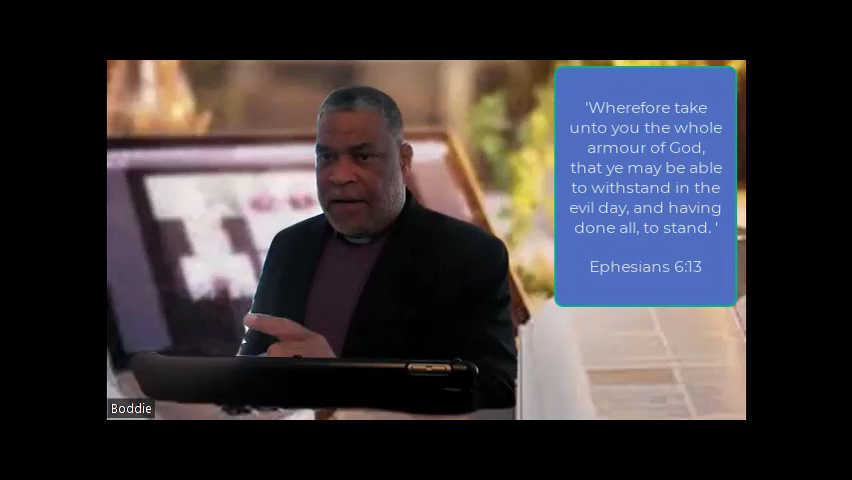 'Wherefore take
unto you the whole
armour of God,
that ye may be able
to withstand in the
evil day, and having
done all, to stand. '
Ephesians 6:13
Boddie